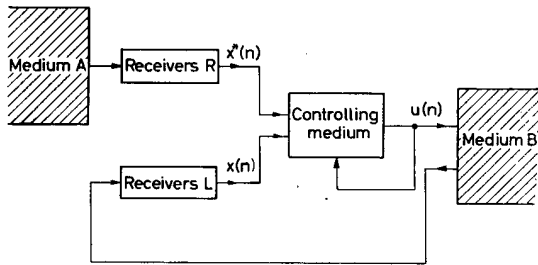 Medium A
Receivers R
x*(n)
Controlling
medium
u(n)
Medium B
Receivers L
x(n)